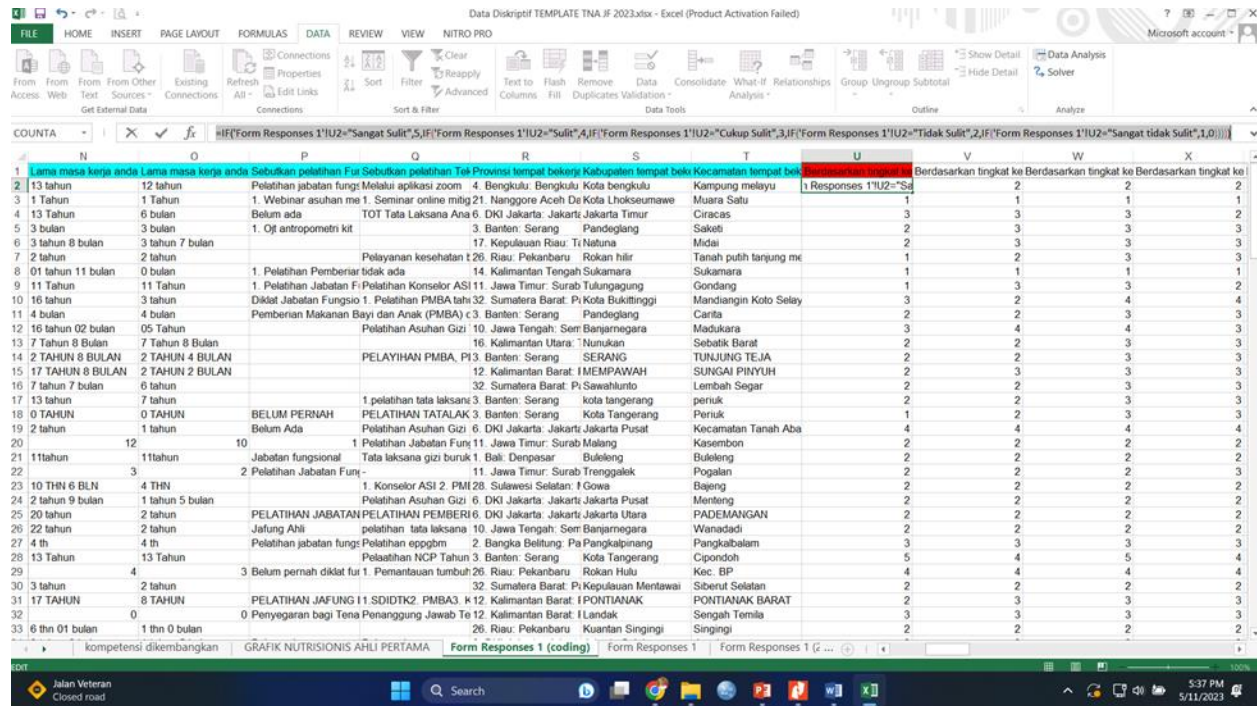 Data Diskriptif TEMPLATE TNA JF 2023.xlsx - Excel (Product Activation Failed)
FILE HOME INSERT PAGE LAYOUT FORMULAS DATA REVIEW VIEW NITRO PRO Microsoft account
From Access From Web From Text From Other Sources Existing Connections Refresh All Connections Properties Edit Links Sort Filter Clear Reapply Advanced Text to Columns Flash Fill Remove Duplicates Data Validation Consolidate What-If Analysis Relationships Group Ungroup Subtotal Show Detail Hide Detail Data Analysis Solver
Get External Data Connections Sort & Filter Data Tools Outline Analyze
COUNTA =IF('Form Responses 1'!U2="Sangat Sulit",5,IF('Form Responses 1'!U2="Sulit",4,IF('Form Responses 1'!U2="Cukup Sulit",3,IF('Form Responses 1'!U2="Tidak Sulit",2,IF('Form Responses 1'!U2="Sangat tidak Sulit",1,0)))))
N O P Q R S T U V W X
1 Lama masa kerja anda Lama masa kerja anda Sebutkan pelatihan Fur Sebutkan pelatihan Tek Provinsi tempat bekerja Kabupaten tempat beke Kecamatan tempat bek Berdasarkan tingkat ke Berdasarkan tingkat ke Berdasarkan tingkat ke Berdasarkan tingkat ke
2 13 tahun 12 tahun Pelatihan jabatan fungs Melalui aplikasi zoom 4. Bengkulu: Bengkulu Kota bengkulu Kampung melayu Responses 1'!U2="Sa 2 2 2
3 1 Tahun 1 Tahun 1. Webinar asuhan me 1. Seminar online mitig 21. Nanggore Aceh Da Kota Lhokseumawe Muara Satu 1 1 1 1
4 13 Tahun 6 bulan Belum ada TOT Tata Laksana Ana 6. DKI Jakarta: Jakarta Jakarta Timur Ciracas 3 3 3 2
5 3 bulan 1. Ojt antropometri kit 3. Banten: Serang Pandeglang Saketi 2 3 3 3
6 3 tahun 8 bulan 3 tahun 7 bulan 17. Kepulauan Riau: Ta Natuna Midai 2 3 3 3
7 2 tahun 2 tahun Pelayanan kesehatan b 26. Riau: Pekanbaru Rokan hilir Tanah putih tanjung me 1 2 3 3
8 01 tahun 11 bulan 0 bulan 1. Pelatihan Pemberiar tidak ada 14. Kalimantan Tengah Sukamara Sukamara 1 1 1 1
9 11 Tahun 11 Tahun 1. Pelatihan Jabatan F Pelatihan Konselor ASI 11. Jawa Timur: Surab Tulungagung Gondang 1 3 3 2
10 16 tahun 3 tahun Diklat Jabatan Fungsio 1. Pelatihan PMBA tahu 32. Sumatera Barat: Pa Kota Bukittinggi Mandiangin Koto Selay 3 2 4 4
11 4 bulan 4 bulan Pemberian Makanan Bayi dan Anak (PMBA) d 3. Banten: Serang Pandeglang Carita 2 2 3 3
12 16 tahun 02 bulan 05 Tahun Pelatihan Asuhan Gizi 10. Jawa Tengah: Sem Banjarnegara Madukara 3 4 4 3
13 7 Tahun 8 Bulan 7 Tahun 8 Bulan 16. Kalimantan Utara: T Nunukan Sebatik Barat 2 2 3 3
14 2 TAHUN 8 BULAN 2 TAHUN 4 BULAN PELAYIHAN PMBA, PI 3. Banten: Serang SERANG TUNJUNG TEJA 2 2 3 3
15 17 TAHUN 8 BULAN 2 TAHUN 2 BULAN 12. Kalimantan Barat: MEMPAWAH SUNGAI PINYUH 2 3 3 3
16 7 tahun 7 bulan 6 tahun 32. Sumatera Barat: Pa Sawahlunto Lembah Segar 2 2 3 3
17 13 tahun 7 tahun 1.pelatihan tata laksana 3. Banten: Serang kota tangerang periuk 2 2 3 3
18 0 TAHUN 0 TAHUN BELUM PERNAH PELATIHAN TATALAK 3. Banten: Serang Kota Tangerang Periuk 1 2 3 3
19 2 tahun 1 tahun Belum Ada Pelatihan Asuhan Gizi 6. DKI Jakarta: Jakarta Jakarta Pusat Kecamatan Tanah Aba 4 4 4 4
20 12 10 1 Pelatihan Jabatan Fung 11. Jawa Timur: Surab Malang Kasembon 2 2 2 2
21 11tahun 11tahun Jabatan fungsional Tata laksana gizi buruk 1. Bali: Denpasar Buleleng Buleleng 2 2 2 2
22 3 2 Pelatihan Jabatan Fung - 11. Jawa Timur: Surab Trenggalek Pogalan 2 2 2 3
23 10 THN 6 BLN 4 THN 1. Konselor ASI 2. PMI 28. Sulawesi Selatan: Gowa Bajeng 2 2 2 2
24 2 tahun 9 bulan 1 tahun 5 bulan Pelatihan Asuhan Gizi 6. DKI Jakarta: Jakarta Jakarta Pusat Menteng 2 2 2 2
25 20 tahun 2 tahun PELATIHAN JABATAN PELATIHAN PEMBERI 6. DKI Jakarta: Jakarta Jakarta Utara PADEMANGAN 2 2 2 2
26 22 tahun 2 tahun Jafung Ahli pelatihan tata laksana 10. Jawa Tengah: Sem Banjarnegara Wanadadi 2 2 2 2
27 4 th 4 th Pelatihan jabatan fungs Pelatihan eppgbm 2. Bangka Belitung: Pa Pangkalpinang Pangkalbalam 3 3 3 3
28 13 Tahun 13 Tahun Pelaatihan NCP Tahun 3. Banten: Serang Kota Tangerang Cipondoh 5 4 5 4
29 4 3 Belum pernah diklat fur 1. Pemantauan tumbuh 26. Riau: Pekanbaru Rokan Hulu Kec. BP 4 4 4 4
30 3 tahun 2 tahun 32. Sumatera Barat: Pa Kepulauan Mentawai Siberut Selatan 2 2 2 2
31 17 TAHUN 8 TAHUN PELATIHAN JAFUNG 1.SDIDTK2. PMBA3. K 12. Kalimantan Barat: PONTIANAK PONTIANAK BARAT 2 3 3 3
32 0 0 Penyegaran bagi Tena Penanggung Jawab Te 12. Kalimantan Barat: Landak Sengah Temila 3 3 3 3
33 6 thn 01 bulan 1 thn 0 bulan 26. Riau: Pekanbaru Kuantan Singingi Singingi 2 2 2 2
kompetensi dikembangkan GRAFIK NUTRISIONIS AHLI PERTAMA Form Responses 1 (coding) Form Responses 1 Form Responses 1 (2 ...
EDIT 100%
Jalan Veteran
Closed road
Search
5:37 PM
5/11/2023